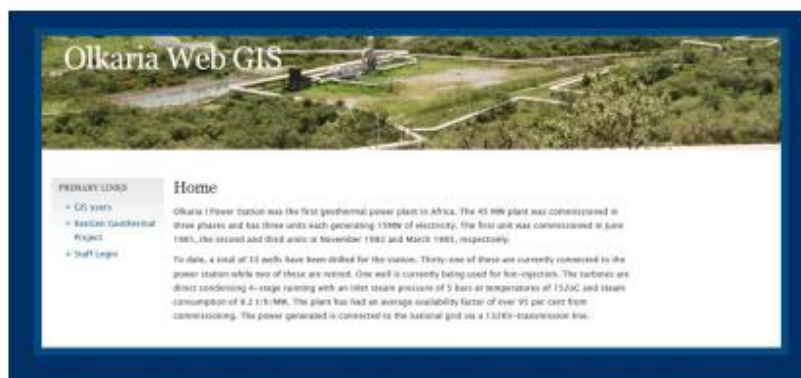 Olkaria Web GIS
PRIMARY LINKS
GIS users
KenGen Geothermal
Project
Staff Login
Home
Olkaria I Power Station was the first geothermal power plant in Africa. The 45 MW plant was commissioned in
three phases and has three units each generating 15MW of electricity. The first unit was commissioned in June
1981, the second and third units in November 1982 and March 1985, respectively.
To date, a total of 33 wells have been drilled for the station. Thirty-one of these are currently connected to the
power station while two of these are retired. One well is currently being used for hot-injection. The turbines are
direct condensing 4-stage running with an inlet steam pressure of 5 bars at temperatures of 152oC and steam
consumption of 9.2 t/h/MW. The plant has had an average availability factor of over 95 per cent from
commissioning. The power generated is connected to the national grid via a 132KV-transmission line.